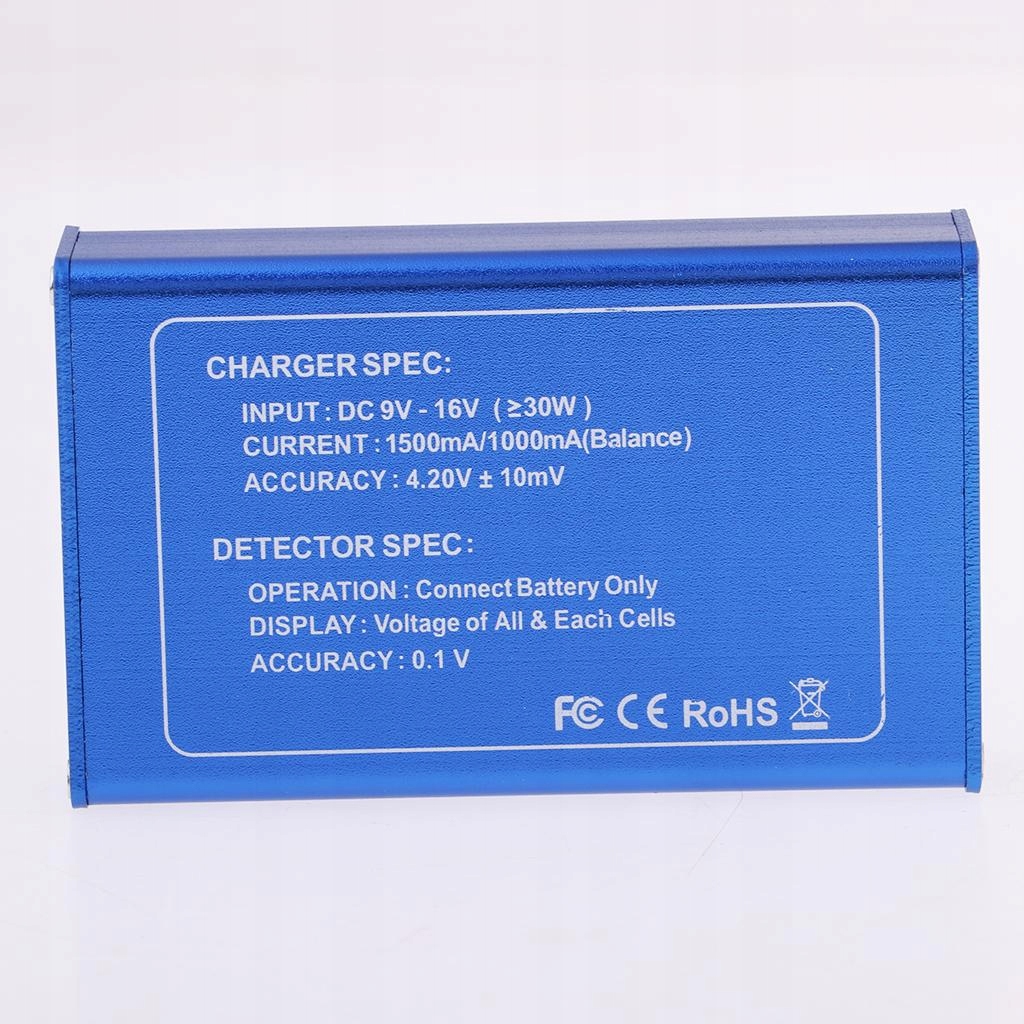 CHARGER SPEC:
INPUT : DC 9V - 16V ( ≥30W )
CURRENT : 1500mA/1000mA(Balance)
ACCURACY : 4.20V ± 10mV
DETECTOR SPEC:
OPERATION : Connect Battery Only
DISPLAY : Voltage of All & Each Cells
ACCURACY : 0.1 V
FC CE RoHS